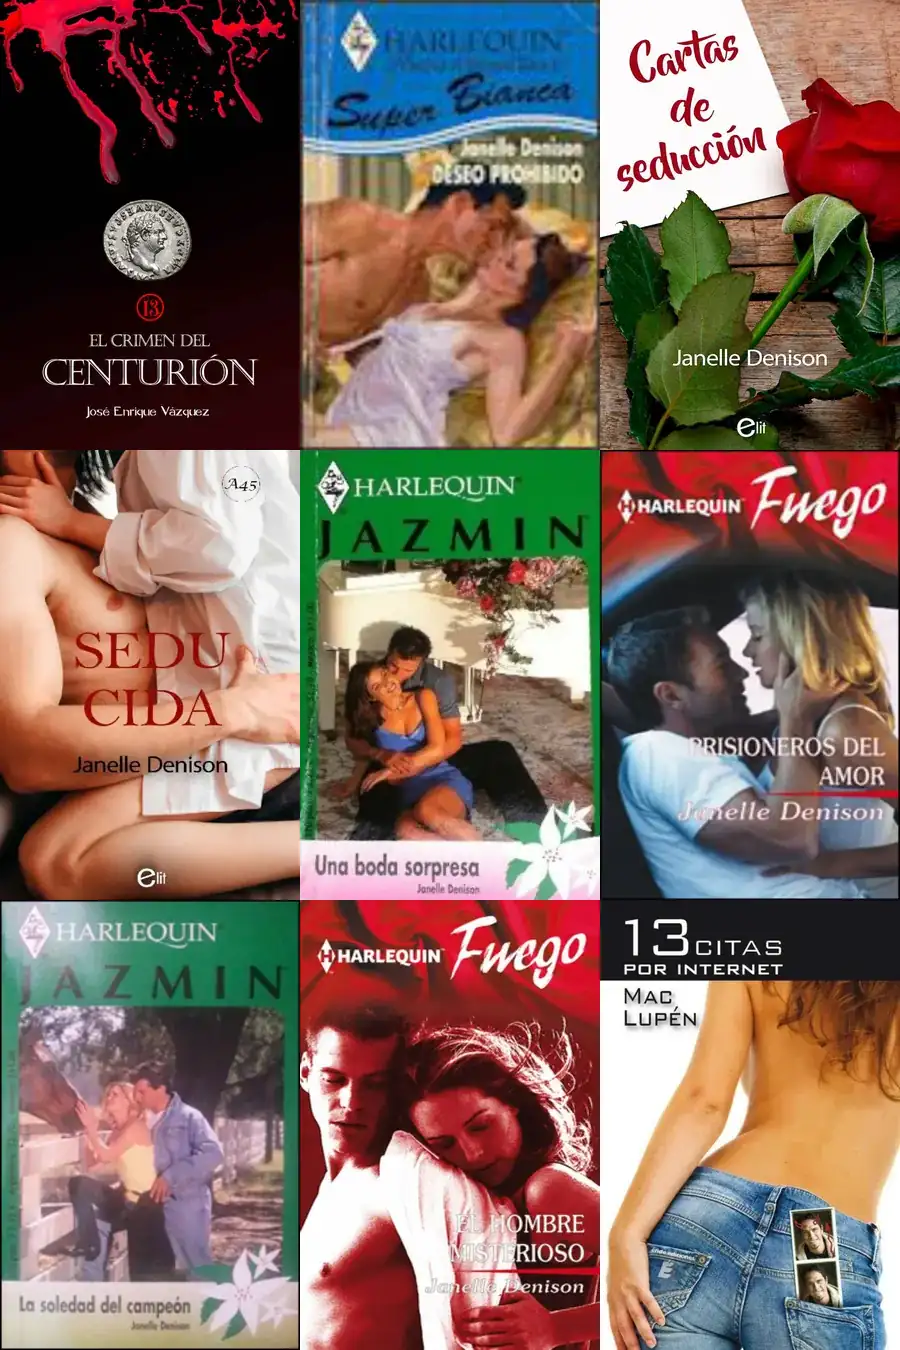 13
EL CRIMEN DEL
CENTURIÓN
José Enrique Vázquez
HARLEQUIN
Super Bianca
Janelle Denison
DESEO PROHIBIDO
Cartas
de
seducción
Janelle Denison
elit
A45
SEDU
CIDA
Janelle Denison
elit
HARLEQUIN
JAZMIN
Una boda sorpresa
Janelle Denison
HARLEQUIN Fuego
PRISIONEROS DEL
AMOR
Janelle Denison
HARLEQUIN
JAZMIN
La soledad del campeón
Janelle Denison
HARLEQUIN Fuego
EL HOMBRE
MISTERIOSO
Janelle Denison
13 CITAS
POR INTERNET
MAC
LUPÉN